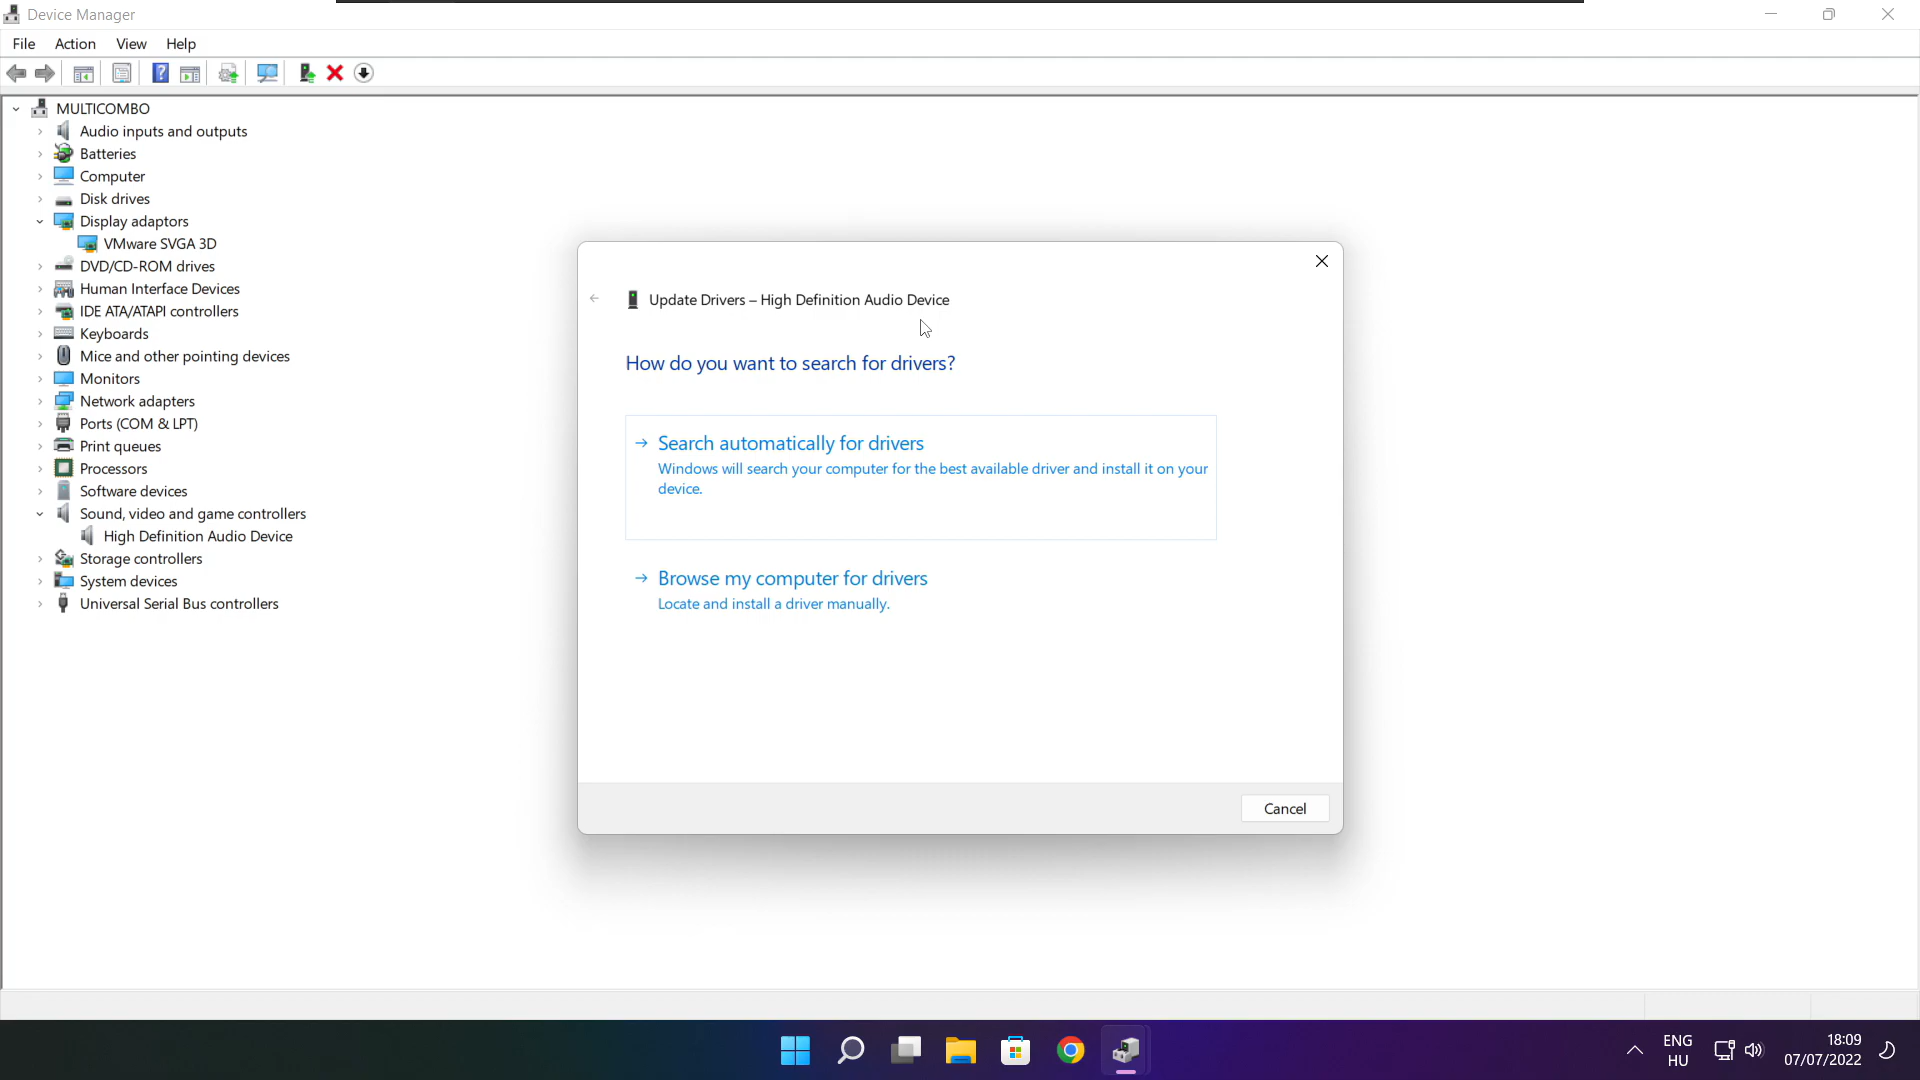 Device Manager
File Action View Help
MULTICOMBO
Audio inputs and outputs
Batteries
Computer
Disk drives
Display adaptors
VMware SVGA 3D
DVD/CD-ROM drives
Human Interface Devices
IDE ATA/ATAPI controllers
Keyboards
Mice and other pointing devices
Monitors
Network adapters
Ports (COM & LPT)
Print queues
Processors
Software devices
Sound, video and game controllers
High Definition Audio Device
Storage controllers
System devices
Universal Serial Bus controllers
Update Drivers – High Definition Audio Device
How do you want to search for drivers?
Search automatically for drivers
Windows will search your computer for the best available driver and install it on your
device.
Browse my computer for drivers
Locate and install a driver manually.
Cancel
ENG
HU
18:09
07/07/2022